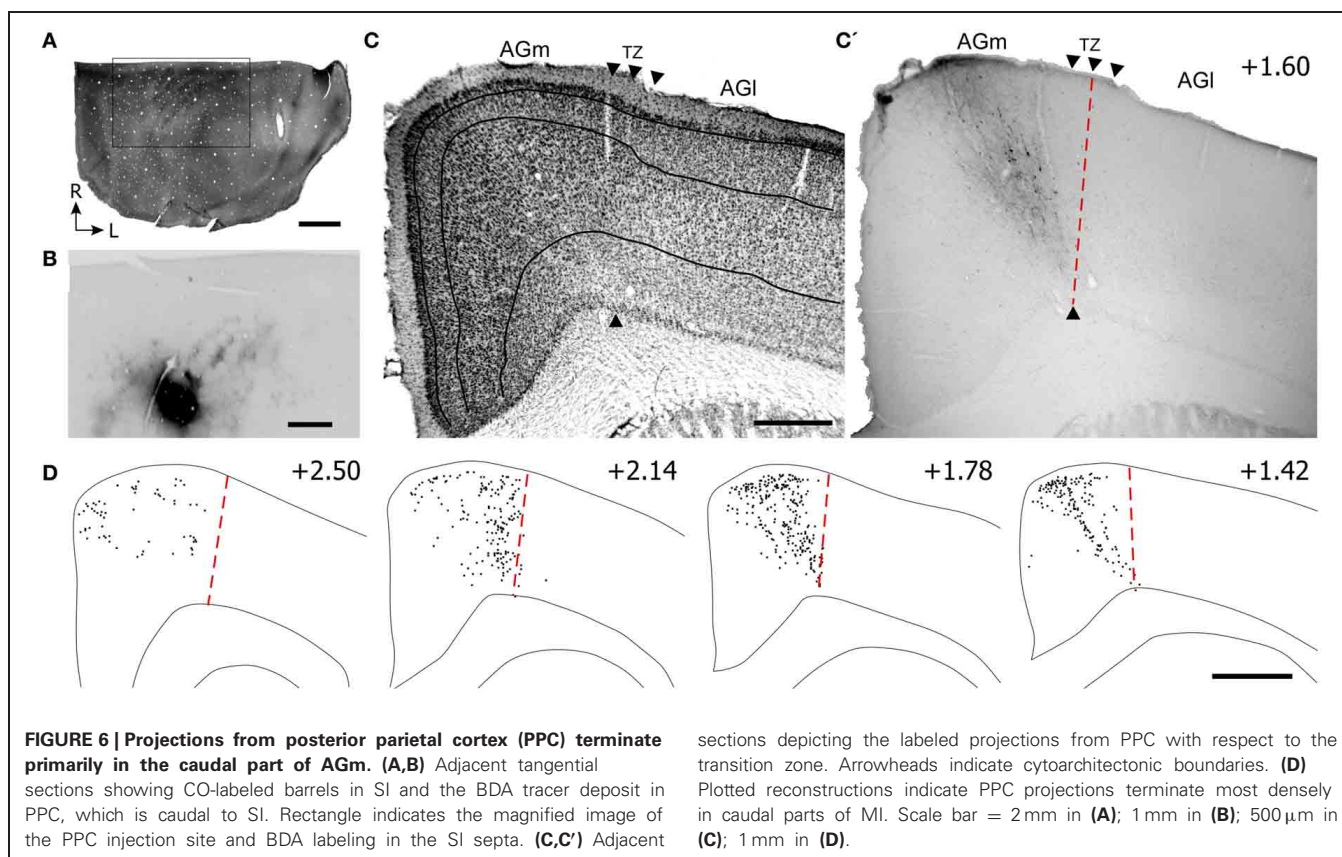 A
R
L
B
C
AGm
TZ
AGl
C′
AGm
TZ
AGl
+1.60
D
+2.50
+2.14
+1.78
+1.42
FIGURE 6 | Projections from posterior parietal cortex (PPC) terminate
primarily in the caudal part of AGm. (A,B) Adjacent tangential
sections showing CO-labeled barrels in SI and the BDA tracer deposit in
PPC, which is caudal to SI. Rectangle indicates the magnified image of
the PPC injection site and BDA labeling in the SI septa. (C,C′) Adjacent
sections depicting the labeled projections from PPC with respect to the
transition zone. Arrowheads indicate cytoarchitectonic boundaries. (D)
Plotted reconstructions indicate PPC projections terminate most densely
in caudal parts of MI. Scale bar = 2 mm in (A); 1 mm in (B); 500 μm in
(C); 1 mm in (D).